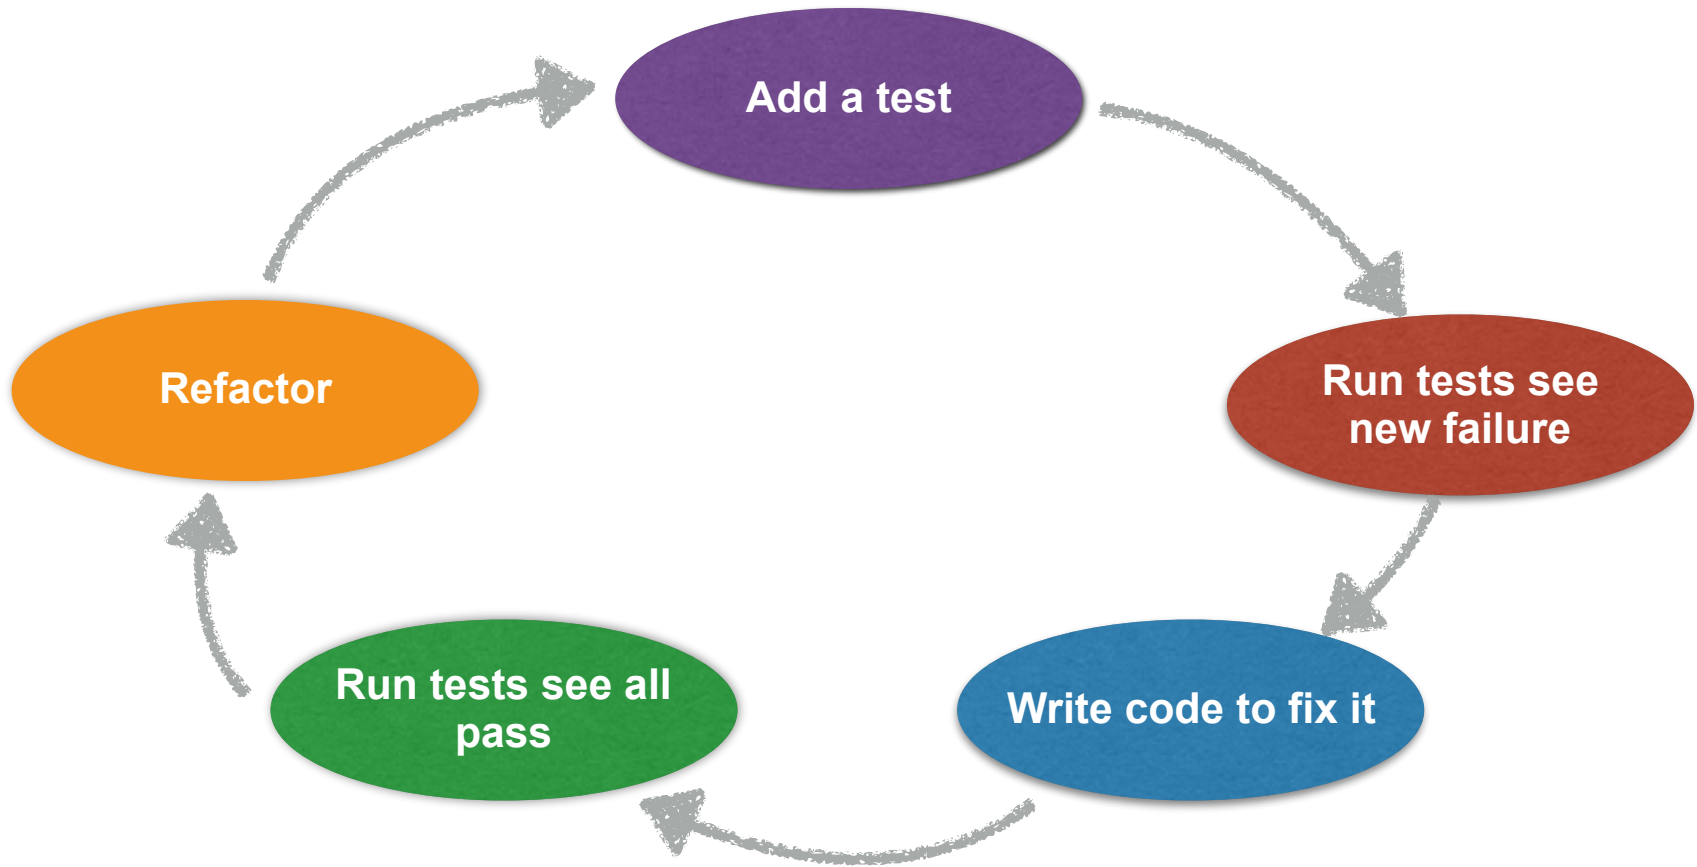 Add a test
Refactor
Run tests see
new failure
Run tests see all
pass
Write code to fix it